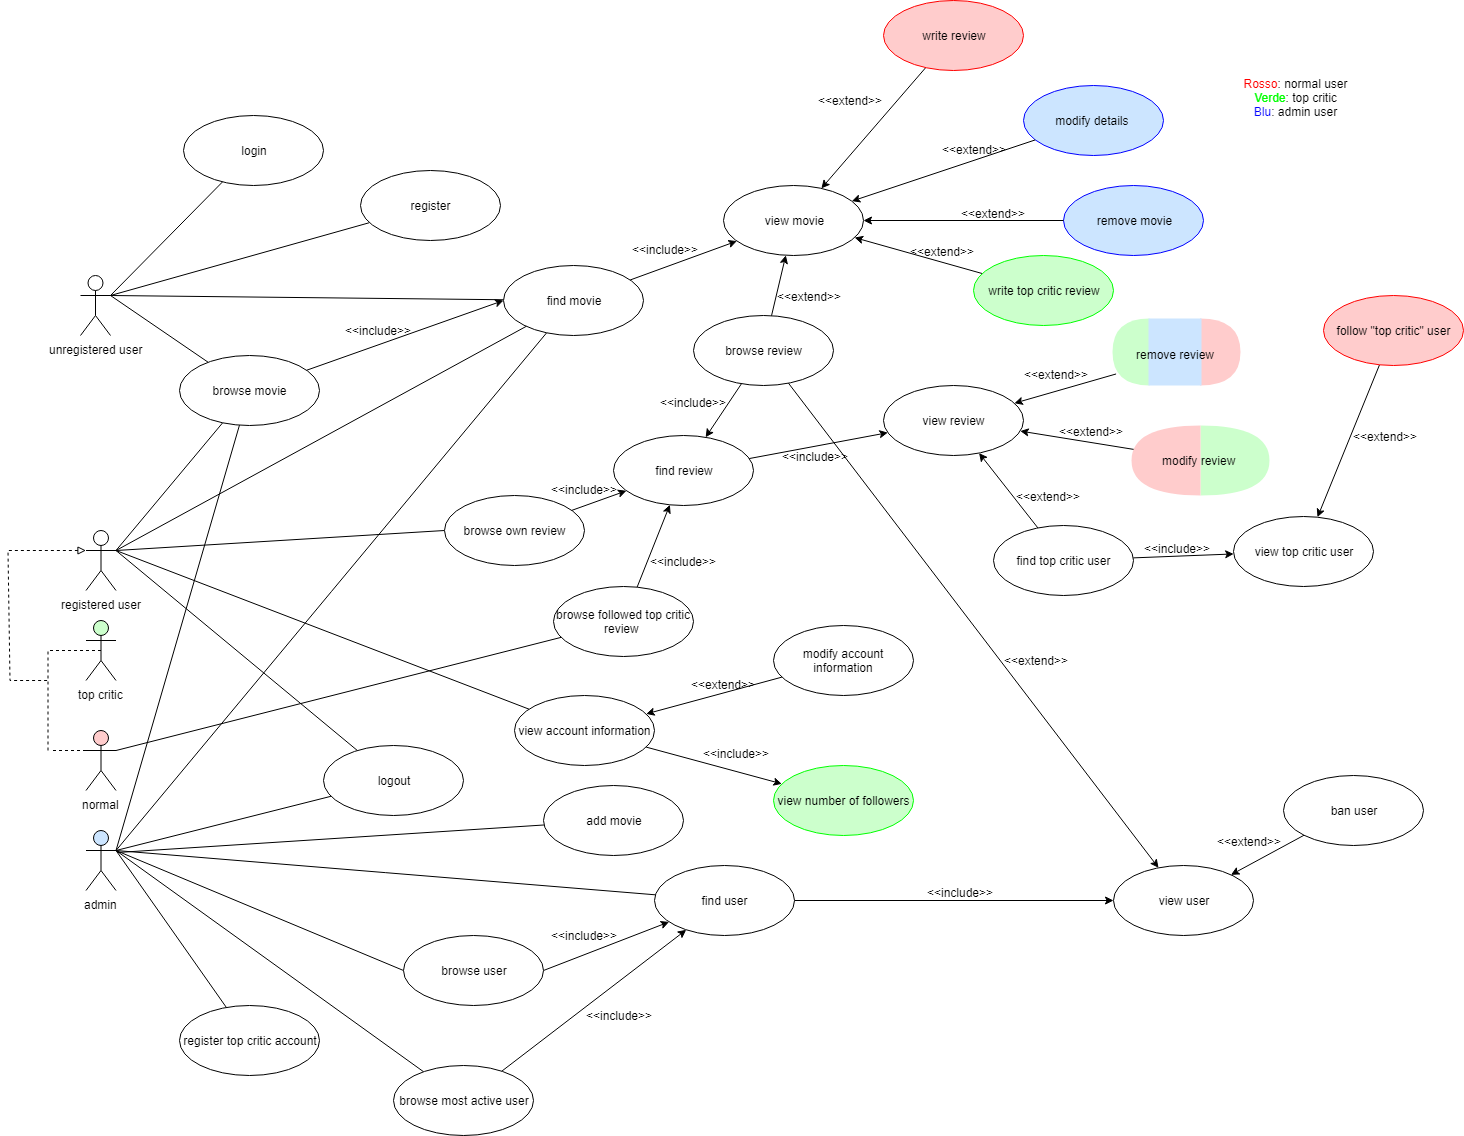 write review
Rosso: normal user
Verde: top critic
Blu: admin user
<<extend>>
modify details
login
<<extend>>
register
view movie
<<extend>>
remove movie
<<include>>
<<extend>>
write top critic review
<<extend>>
find movie
<<include>>
unregistered user
browse review
follow "top critic" user
remove review
<<extend>>
browse movie
<<include>>
view review
<<extend>>
<<extend>>
<<include>>
modify review
find review
<<include>>
<<extend>>
browse own review
<<extend>>
<<include>>
view top critic user
find top critic user
<<include>>
registered user
browse followed top critic
review
modify account
information
<<extend>>
<<extend>>
top critic
view account information
<<include>>
logout
view number of followers
normal
add movie
ban user
<<extend>>
admin
find user
<<include>>
view user
<<include>>
browse user
<<include>>
register top critic account
browse most active user